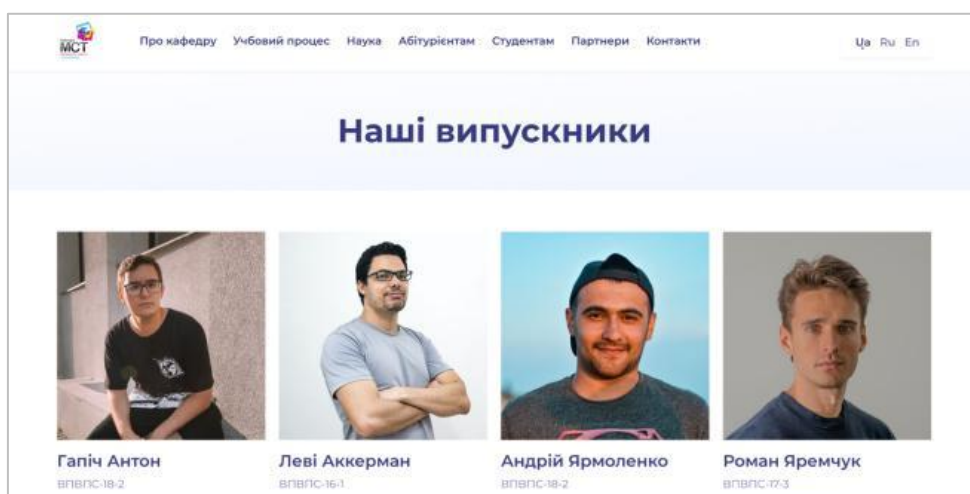 МСТ
Про кафедру Учбовий процес Наука Абітурієнтам Студентам Партнери Контакти
Ua Ru En
Наші випускники
Гапіч Антон Леві Аккерман Андрій Ярмоленко Роман Яремчук
ВПВПС-18-2 ВПВПС-16-1 ВПВПС-18-2 ВПВПС-17-3